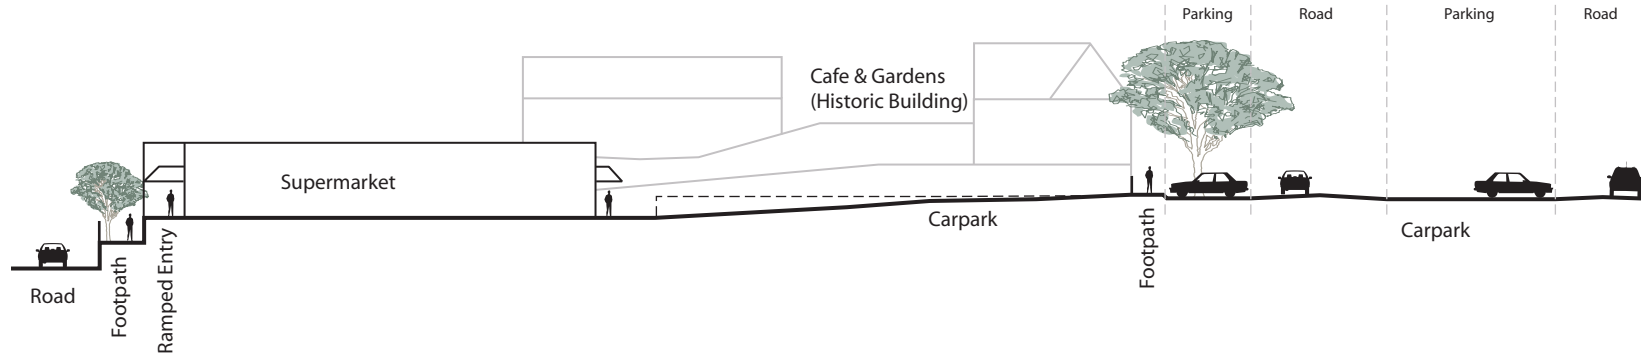 Parking
Road
Parking
Road
Cafe & Gardens
(Historic Building)
Supermarket
Carpark
Carpark
Road
Footpath
Ramped Entry
Footpath